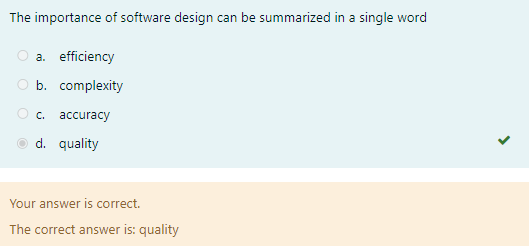 The importance of software design can be summarized in a single word
a. efficiency
b. complexity
c. accuracy
d. quality
Your answer is correct.
The correct answer is: quality